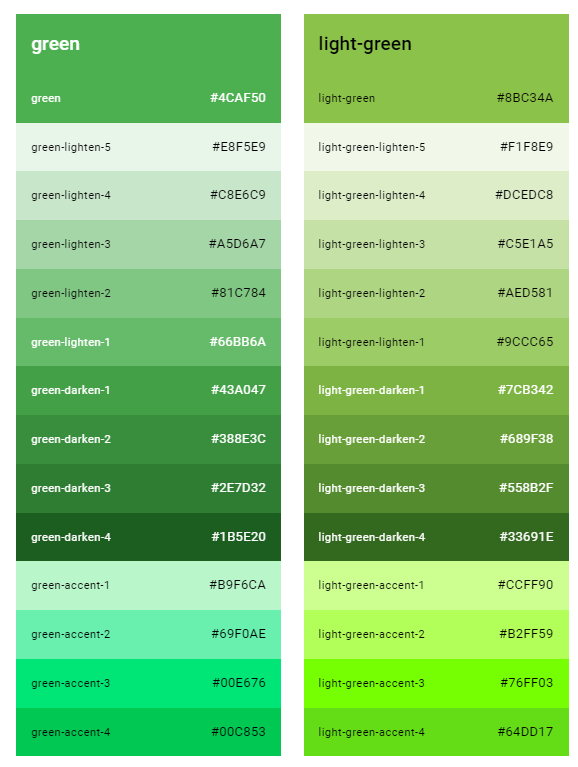 green
green #4CAF50
green-lighten-5 #E8F5E9
green-lighten-4 #C8E6C9
green-lighten-3 #A5D6A7
green-lighten-2 #81C784
green-lighten-1 #66BB6A
green-darken-1 #43A047
green-darken-2 #388E3C
green-darken-3 #2E7D32
green-darken-4 #1B5E20
green-accent-1 #B9F6CA
green-accent-2 #69F0AE
green-accent-3 #00E676
green-accent-4 #00C853
light-green
light-green #8BC34A
light-green-lighten-5 #F1F8E9
light-green-lighten-4 #DCEDC8
light-green-lighten-3 #C5E1A5
light-green-lighten-2 #AED581
light-green-lighten-1 #9CCC65
light-green-darken-1 #7CB342
light-green-darken-2 #689F38
light-green-darken-3 #558B2F
light-green-darken-4 #33691E
light-green-accent-1 #CCFF90
light-green-accent-2 #B2FF59
light-green-accent-3 #76FF03
light-green-accent-4 #64DD17